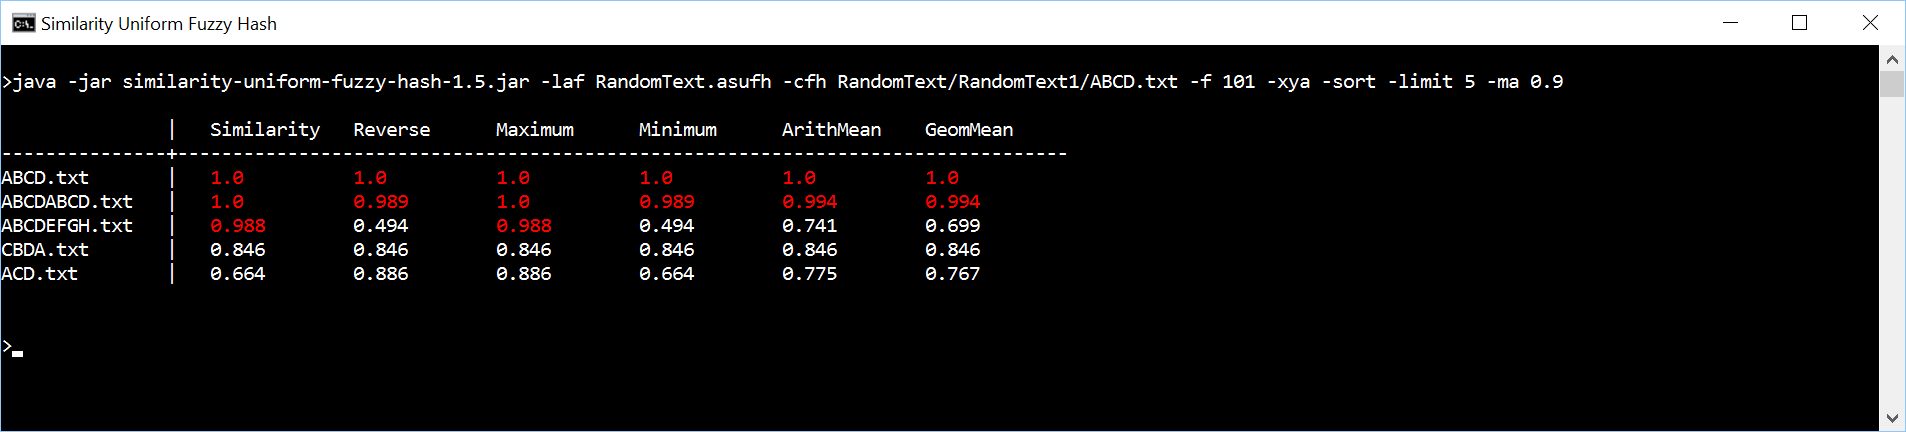 Similarity Uniform Fuzzy Hash
>java -jar similarity-uniform-fuzzy-hash-1.5.jar -laf RandomText.asufh -cfh RandomText/RandomText1/ABCD.txt -f 101 -xya -sort -limit 5 -ma 0.9
| Similarity Reverse Maximum Minimum ArithMean GeomMean
---------------+---------------------------------------------------------------------------------
ABCD.txt | 1.0 1.0 1.0 1.0 1.0 1.0
ABCDABCD.txt | 1.0 0.989 1.0 0.989 0.994 0.994
ABCDEFGH.txt | 0.988 0.494 0.988 0.494 0.741 0.699
CBDA.txt | 0.846 0.846 0.846 0.846 0.846 0.846
ACD.txt | 0.664 0.886 0.886 0.664 0.775 0.767
>_